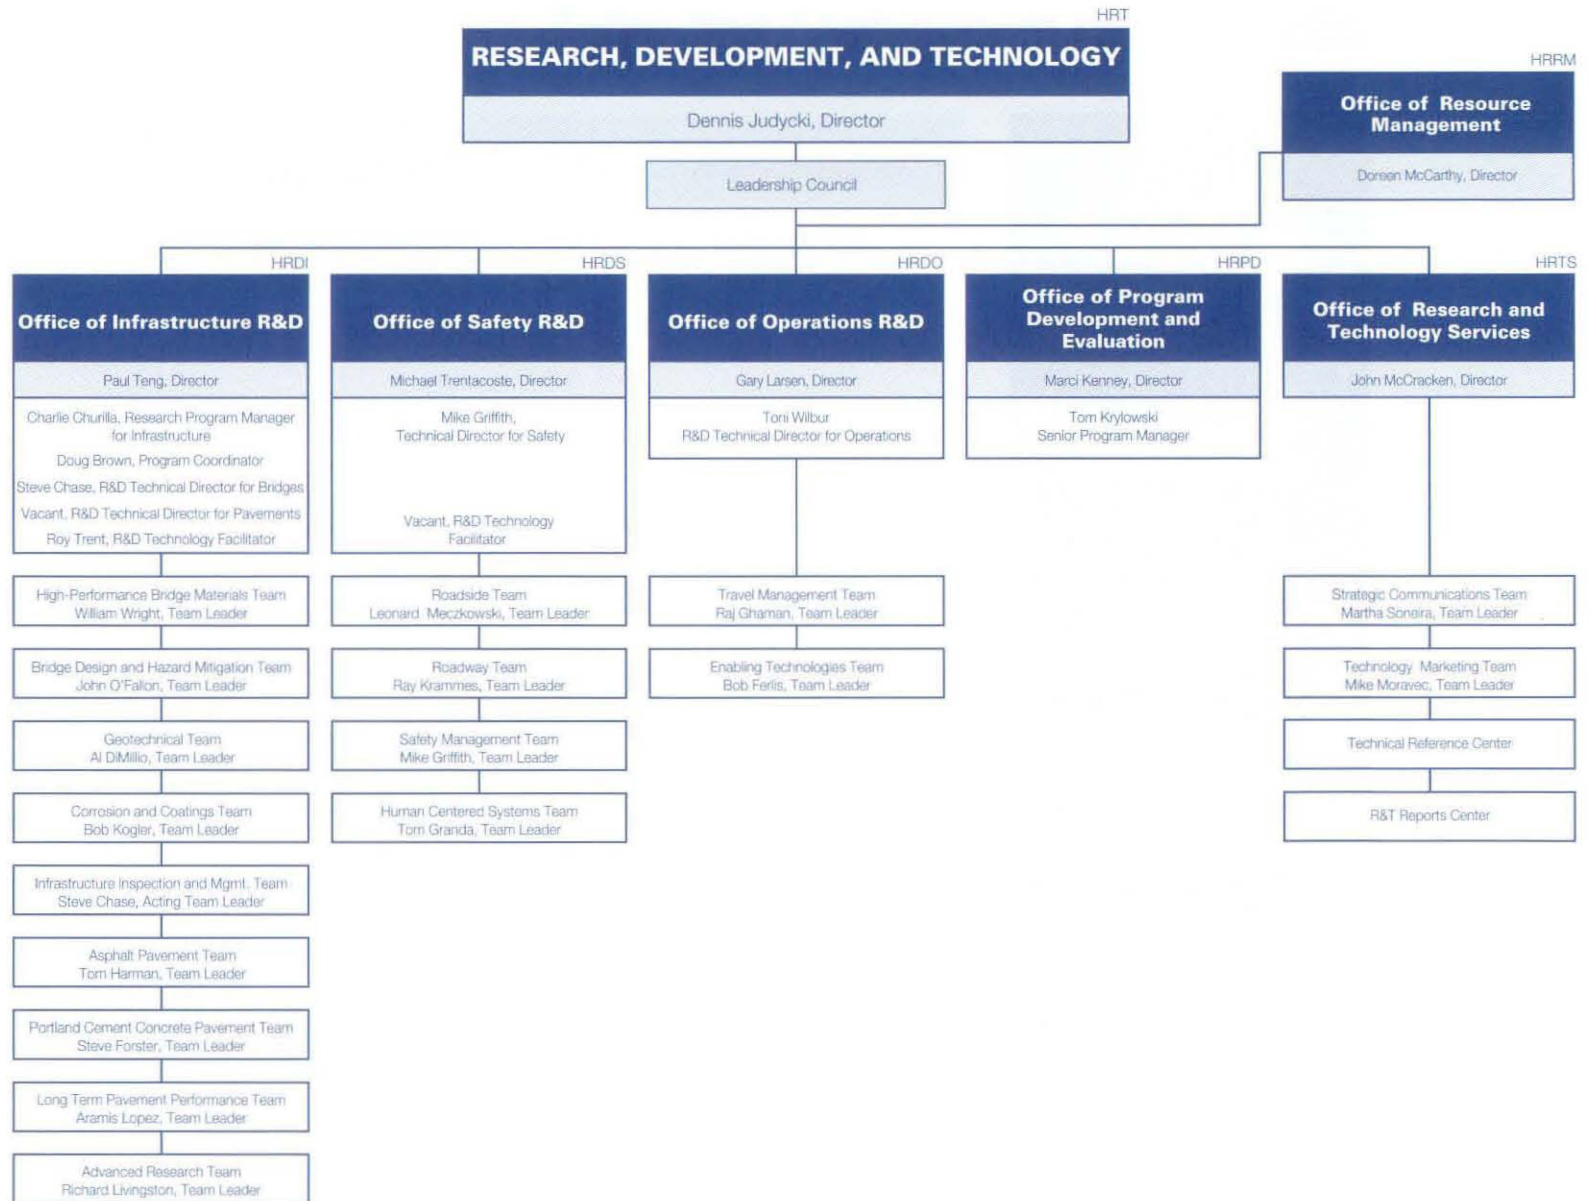 HRT
RESEARCH, DEVELOPMENT, AND TECHNOLOGY
Dennis Judycki, Director
Leadership Council
HRRM
Office of Resource
Management
Doreen McCarthy, Director
HRDI
Office of Infrastructure R&D
Paul Teng, Director
Charlie Churilla, Research Program Manager
for Infrastructure
Doug Brown, Program Coordinator
Steve Chase, R&D Technical Director for Bridges
Vacant, R&D Technical Director for Pavements
Roy Trent, R&D Technology Facilitator
High-Performance Bridge Materials Team
William Wright, Team Leader
Bridge Design and Hazard Mitigation Team
John O'Fallon, Team Leader
Geotechnical Team
Al DiMillio, Team Leader
Corrosion and Coatings Team
Bob Kogler, Team Leader
Infrastructure Inspection and Mgmt. Team
Steve Chase, Acting Team Leader
Asphalt Pavement Team
Tom Harman, Team Leader
Portland Cement Concrete Pavement Team
Steve Forster, Team Leader
Long Term Pavement Performance Team
Aramis Lopez, Team Leader
Advanced Research Team
Richard Livingston, Team Leader
HRDS
Office of Safety R&D
Michael Trentacoste, Director
Mike Griffith,
Technical Director for Safety
Vacant, R&D Technology
Facilitator
Roadside Team
Leonard Meczkowski, Team Leader
Roadway Team
Ray Krammes, Team Leader
Safety Management Team
Mike Griffith, Team Leader
Human Centered Systems Team
Tom Granda, Team Leader
HRDO
Office of Operations R&D
Gary Larsen, Director
Toni Wilbur
R&D Technical Director for Operations
Travel Management Team
Raj Ghaman, Team Leader
Enabling Technologies Team
Bob Ferlis, Team Leader
HRPD
Office of Program
Development and
Evaluation
Marci Kenney, Director
Tom Krylowski
Senior Program Manager
HRTS
Office of Research and
Technology Services
John McCracken, Director
Strategic Communications Team
Martha Soneira, Team Leader
Technology Marketing Team
Mike Moravec, Team Leader
Technical Reference Center
R&T Reports Center